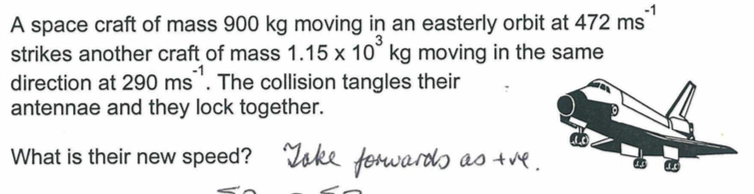 A space craft of mass 900 kg moving in an easterly orbit at 472 ms⁻¹
strikes another craft of mass 1.15 x 10³ kg moving in the same
direction at 290 ms⁻¹. The collision tangles their
antennae and they lock together.
What is their new speed? Take forwards as +ve.